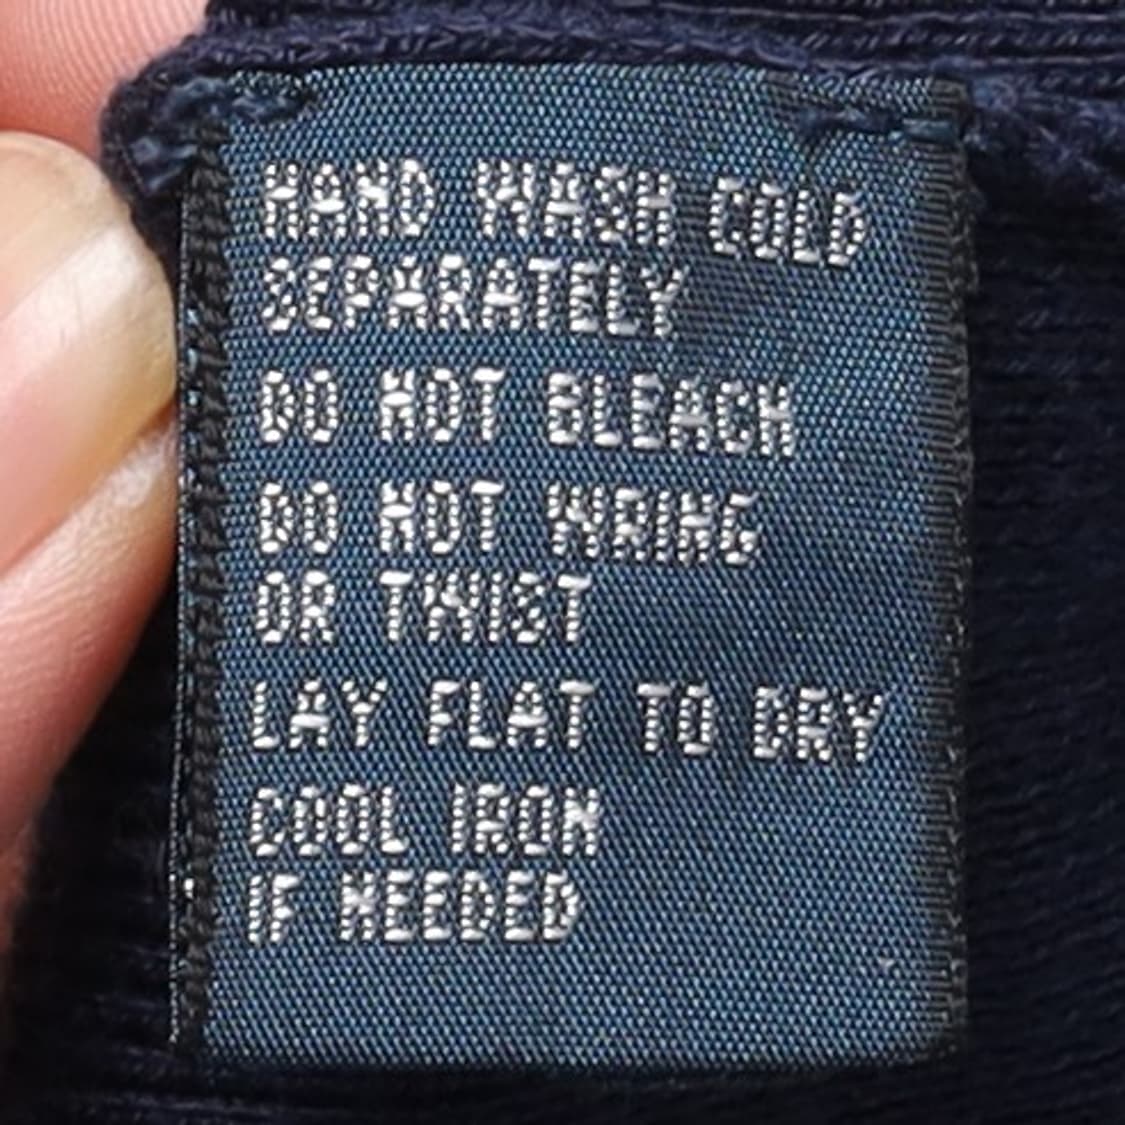 HAND WASH COLD
SEPARATELY
DO NOT BLEACH
DO NOT WRING
OR TWIST
LAY FLAT TO DRY
COOL IRON
IF NEEDED